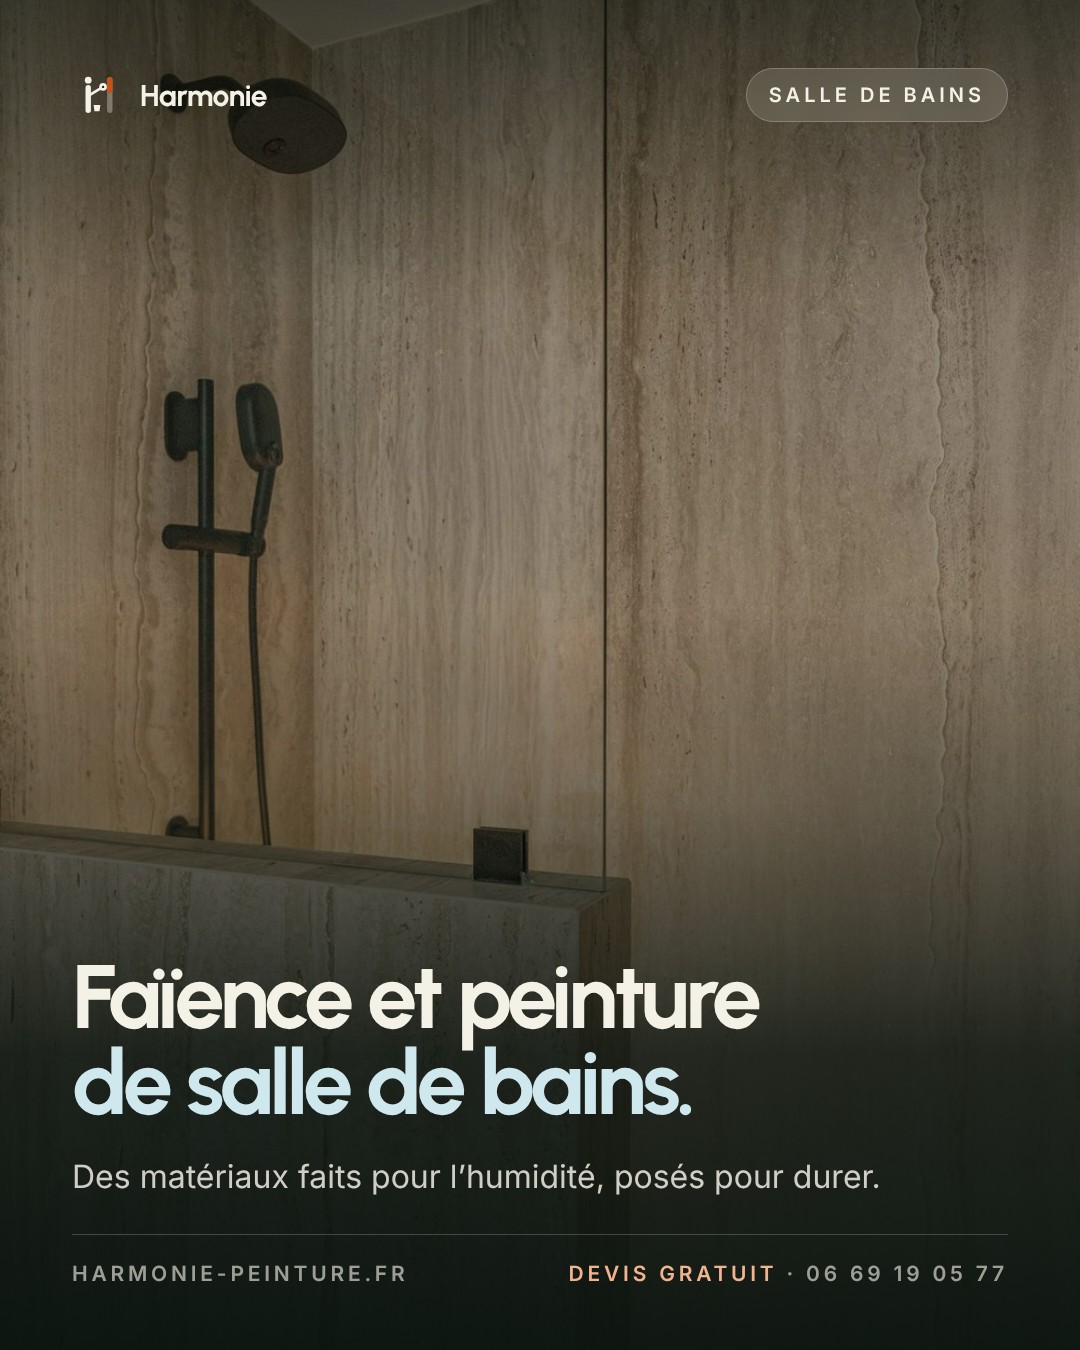 Harmonie
SALLE DE BAINS
Faïence et peinture
de salle de bains.
Des matériaux faits pour l’humidité, posés pour durer.
HARMONIE-PEINTURE.FR
DEVIS GRATUIT · 06 69 19 05 77